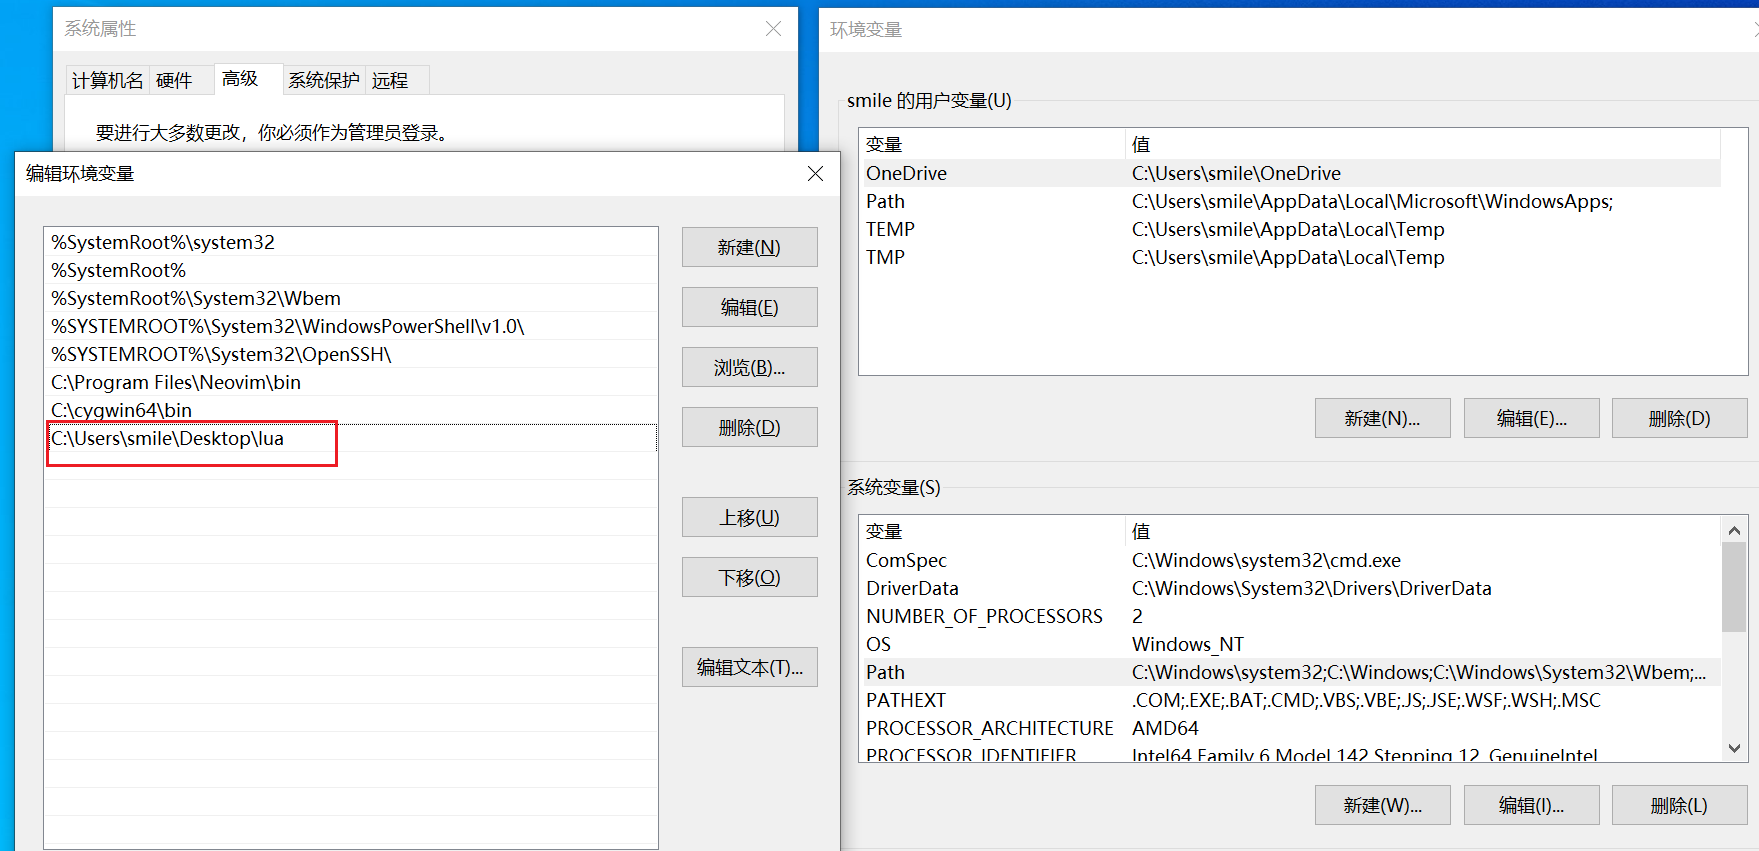 系统属性
计算机名
硬件
高级
系统保护
远程
要进行大多数更改，你必须作为管理员登录。
编辑环境变量
%SystemRoot%\system32
%SystemRoot%
%SystemRoot%\System32\Wbem
%SYSTEMROOT%\System32\WindowsPowerShell\v1.0\
%SYSTEMROOT%\System32\OpenSSH\
C:\Program Files\Neovim\bin
C:\cygwin64\bin
C:\Users\smile\Desktop\lua
新建(N)
编辑(E)
浏览(B)...
删除(D)
上移(U)
下移(O)
编辑文本(T)...
环境变量
smile 的用户变量(U)
变量 值
OneDrive C:\Users\smile\OneDrive
Path C:\Users\smile\AppData\Local\Microsoft\WindowsApps;
TEMP C:\Users\smile\AppData\Local\Temp
TMP C:\Users\smile\AppData\Local\Temp
新建(N)... 编辑(E)... 删除(D)
系统变量(S)
变量 值
ComSpec C:\Windows\system32\cmd.exe
DriverData C:\Windows\System32\Drivers\DriverData
NUMBER_OF_PROCESSORS 2
OS Windows_NT
Path C:\Windows\system32;C:\Windows;C:\Windows\System32\Wbem;...
PATHEXT .COM;.EXE;.BAT;.CMD;.VBS;.VBE;.JS;.JSE;.WSF;.WSH;.MSC
PROCESSOR_ARCHITECTURE AMD64
PROCESSOR_IDENTIFIER Intel64 Family 6 Model 142 Stepping 12, GenuineIntel
新建(W)... 编辑(I)... 删除(L)